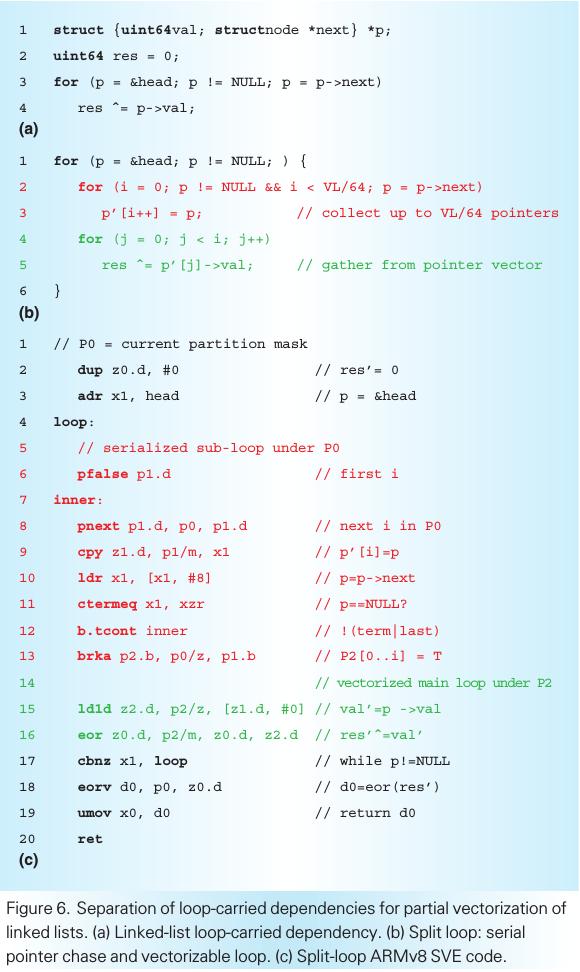 1 struct {uint64val; structnode *next} *p;
2 uint64 res = 0;
3 for (p = &head; p != NULL; p = p->next)
4 res ^= p->val;
(a)
1 for (p = &head; p != NULL; ) {
2 for (i = 0; p != NULL && i < VL/64; p = p->next)
3 p′[i++] = p; // collect up to VL/64 pointers
4 for (j = 0; j < i; j++)
5 res ^= p′[j]->val; // gather from pointer vector
6 }
(b)
1 // P0 = current partition mask
2 dup z0.d, #0 // res′= 0
3 adr x1, head // p = &head
4 loop:
5 // serialized sub-loop under P0
6 pfalse p1.d // first i
7 inner:
8 pnext p1.d, p0, p1.d // next i in P0
9 cpy z1.d, p1/m, x1 // p′[i]=p
10 ldr x1, [x1, #8] // p=p->next
11 ctermeq x1, xzr // p==NULL?
12 b.tcont inner // !(term|last)
13 brka p2.b, p0/z, p1.b // P2[0..i] = T
14 // vectorized main loop under P2
15 ld1d z2.d, p2/z, [z1.d, #0] // val′=p ->val
16 eor z0.d, p2/m, z0.d, z2.d // res′^=val′
17 cbnz x1, loop // while p!=NULL
18 eorv d0, p0, z0.d // d0=eor(res′)
19 umov x0, d0 // return d0
20 ret
(c)
Figure 6. Separation of loop-carried dependencies for partial vectorization of
linked lists. (a) Linked-list loop-carried dependency. (b) Split loop: serial
pointer chase and vectorizable loop. (c) Split-loop ARMv8 SVE code.